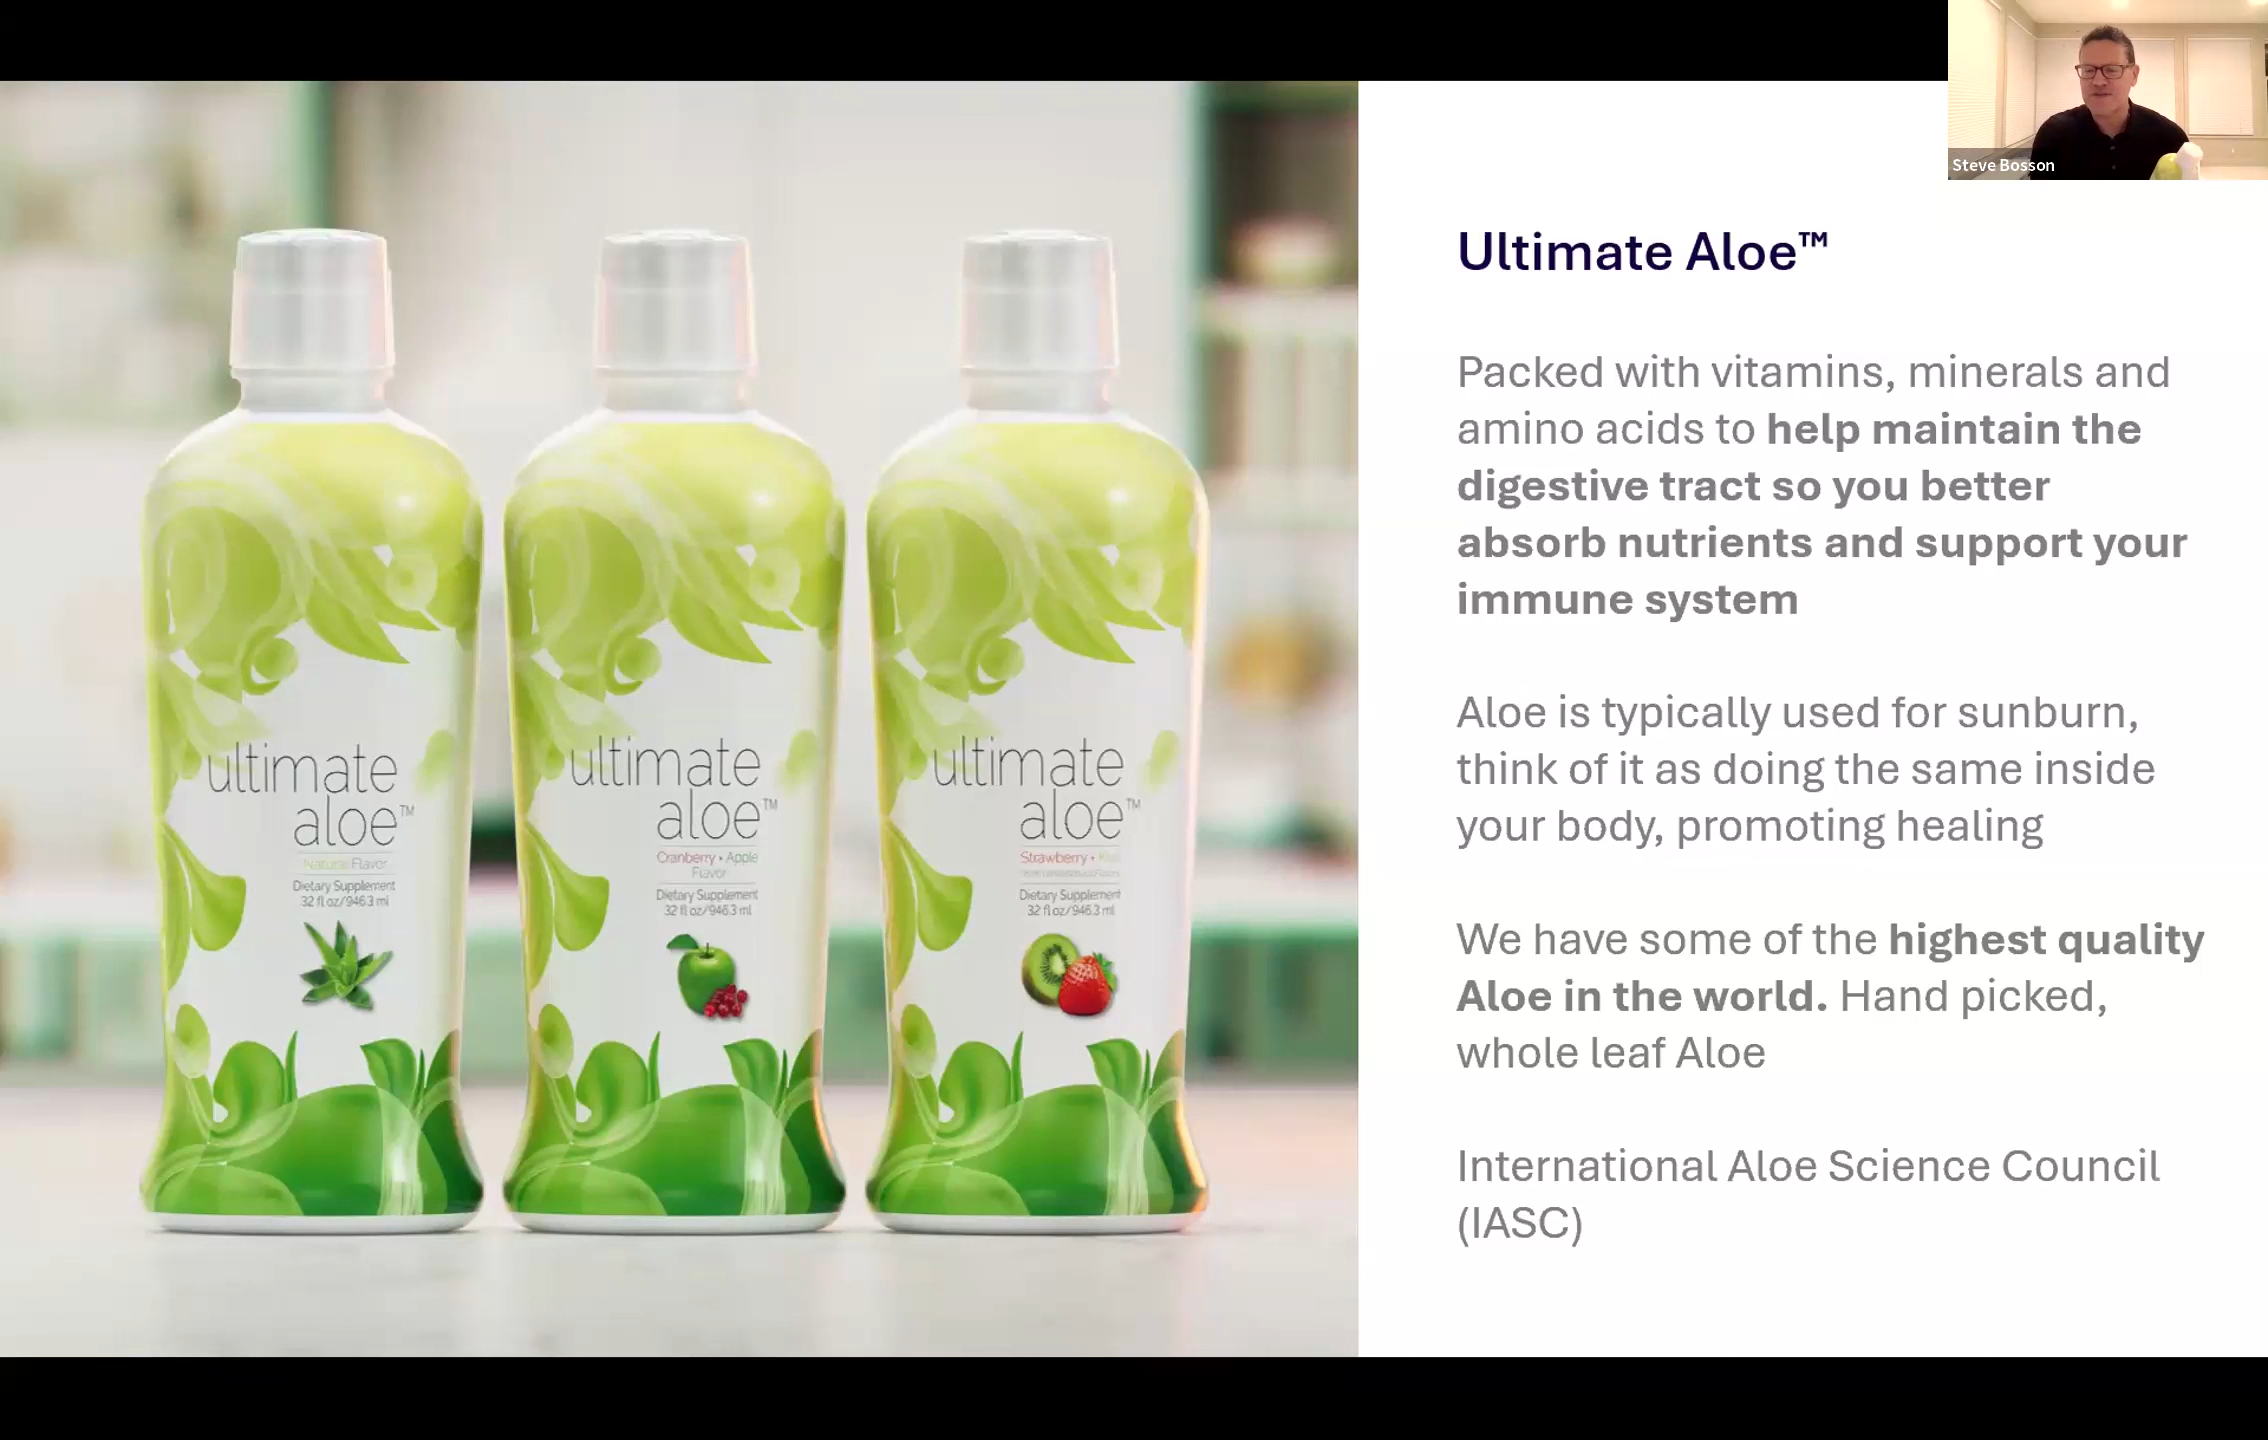 Steve Bosson
Ultimate Aloe™
Packed with vitamins, minerals and
amino acids to help maintain the
digestive tract so you better
absorb nutrients and support your
immune system
Aloe is typically used for sunburn,
think of it as doing the same inside
your body, promoting healing
We have some of the highest quality
Aloe in the world. Hand picked,
whole leaf Aloe
International Aloe Science Council
(IASC)
ultimate
aloe™
Natural Flavor
Dietary Supplement
32 fl oz/946.3 ml
ultimate
aloe™
Cranberry • Apple
Flavor
Dietary Supplement
32 fl oz/946.3 ml
ultimate
aloe™
Strawberry • Kiwi
Dietary Supplement
32 fl oz/946.3 ml